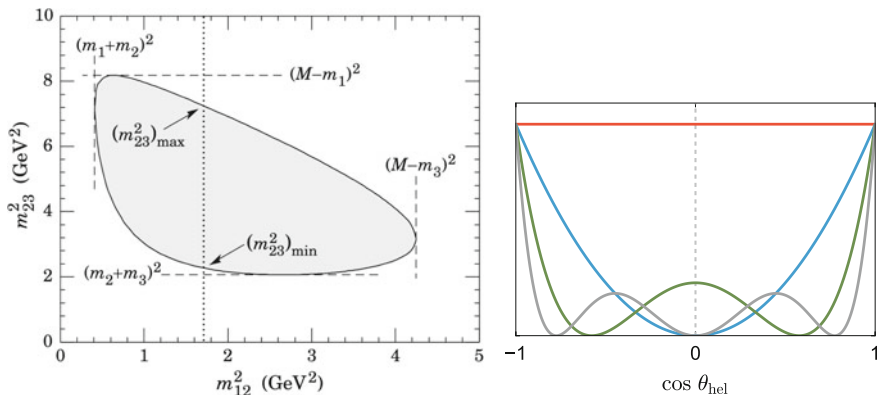 10
8
6
4
2
0
0 1 2 3 4 5
m²₂₃ (GeV²)
m²₁₂ (GeV²)
(m₁+m₂)²
(M−m₁)²
(m²₂₃)max
(M−m₃)²
(m²₂₃)min
(m₂+m₃)²
−1 0 1
cos θhel